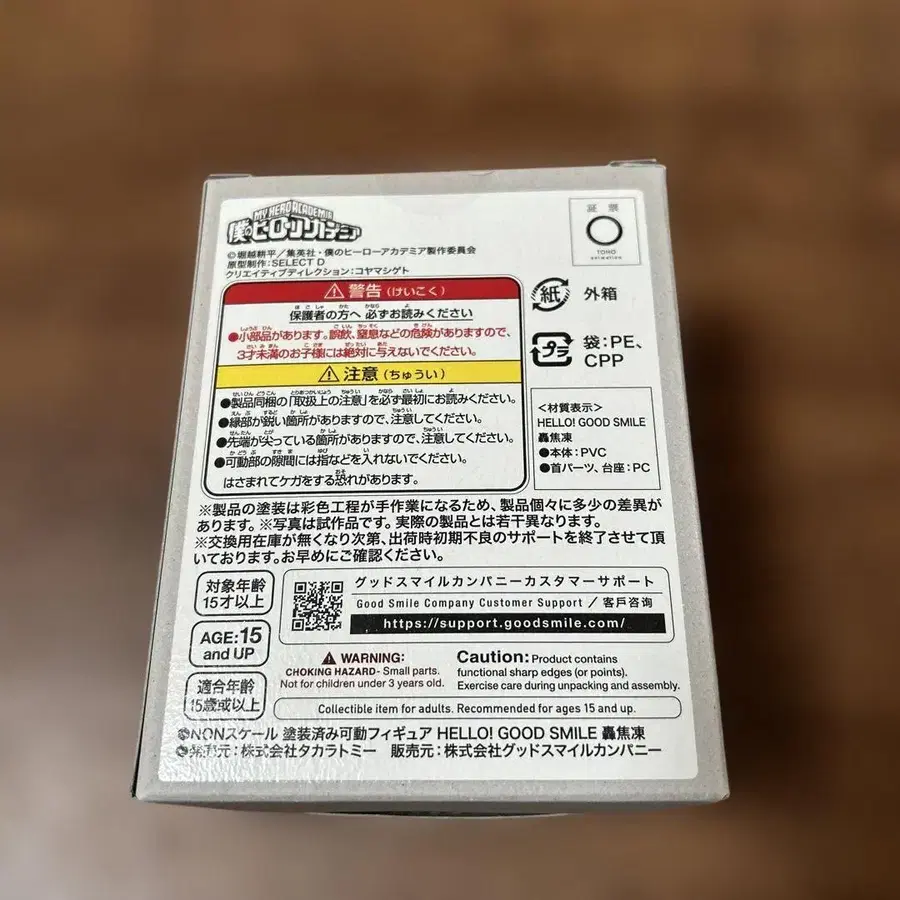 MY HERO ACADEMIA
僕のヒーローアカデミア
©堀越耕平/集英社・僕のヒーローアカデミア製作委員会
原型制作:SELECT D
クリエイティブディレクション:コヤマシゲト
証票
TOHO
animation
⚠警告(けいこく)
保護者の方へ 必ずお読みください
●小部品があります。誤飲、窒息などの危険がありますので、
3才未満のお子様には絶対に与えないでください。
⚠注意(ちゅうい)
●製品同梱の「取扱上の注意」を必ず最初にお読みください。
●縁部が鋭い箇所がありますので、注意してください。
●先端が尖っている箇所がありますので、注意してください。
●可動部の隙間には指などを入れないでください。
はさまれてケガをする恐れがあります。
紙 外箱
プラ 袋:PE、
CPP
<材質表示>
HELLO! GOOD SMILE
轟焦凍
●本体:PVC
●首パーツ、台座:PC
※製品の塗装は彩色工程が手作業になるため、製品個々に多少の差異が
あります。※写真は試作品です。実際の製品とは若干異なります。
※交換用在庫が無くなり次第、出荷時初期不良のサポートを終了させて頂
いております。お早めにご確認ください。
対象年齢
15才以上
AGE:15
and UP
適合年齡
15歳或以上
グッドスマイルカンパニーカスタマーサポート
Good Smile Company Customer Support / 客戶咨询
https://support.goodsmile.com/
⚠WARNING:
CHOKING HAZARD- Small parts.
Not for children under 3 years old.
Caution: Product contains
functional sharp edges (or points).
Exercise care during unpacking and assembly.
Collectible item for adults. Recommended for ages 15 and up.
●NONスケール 塗装済み可動フィギュア HELLO! GOOD SMILE 轟焦凍
●発売元:株式会社タカラトミー 販売元:株式会社グッドスマイルカンパニー